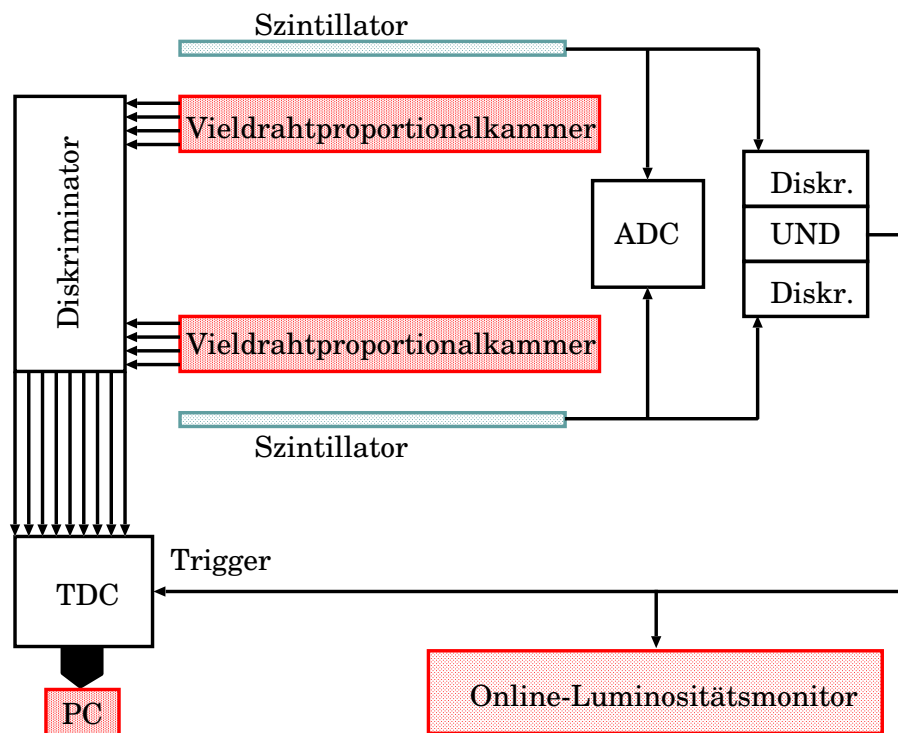 Szintillator
Vieldrahtproportionalkammer
Diskriminator
ADC
Diskr.
UND
Diskr.
Vieldrahtproportionalkammer
Szintillator
Trigger
TDC
Online-Luminositätsmonitor
PC